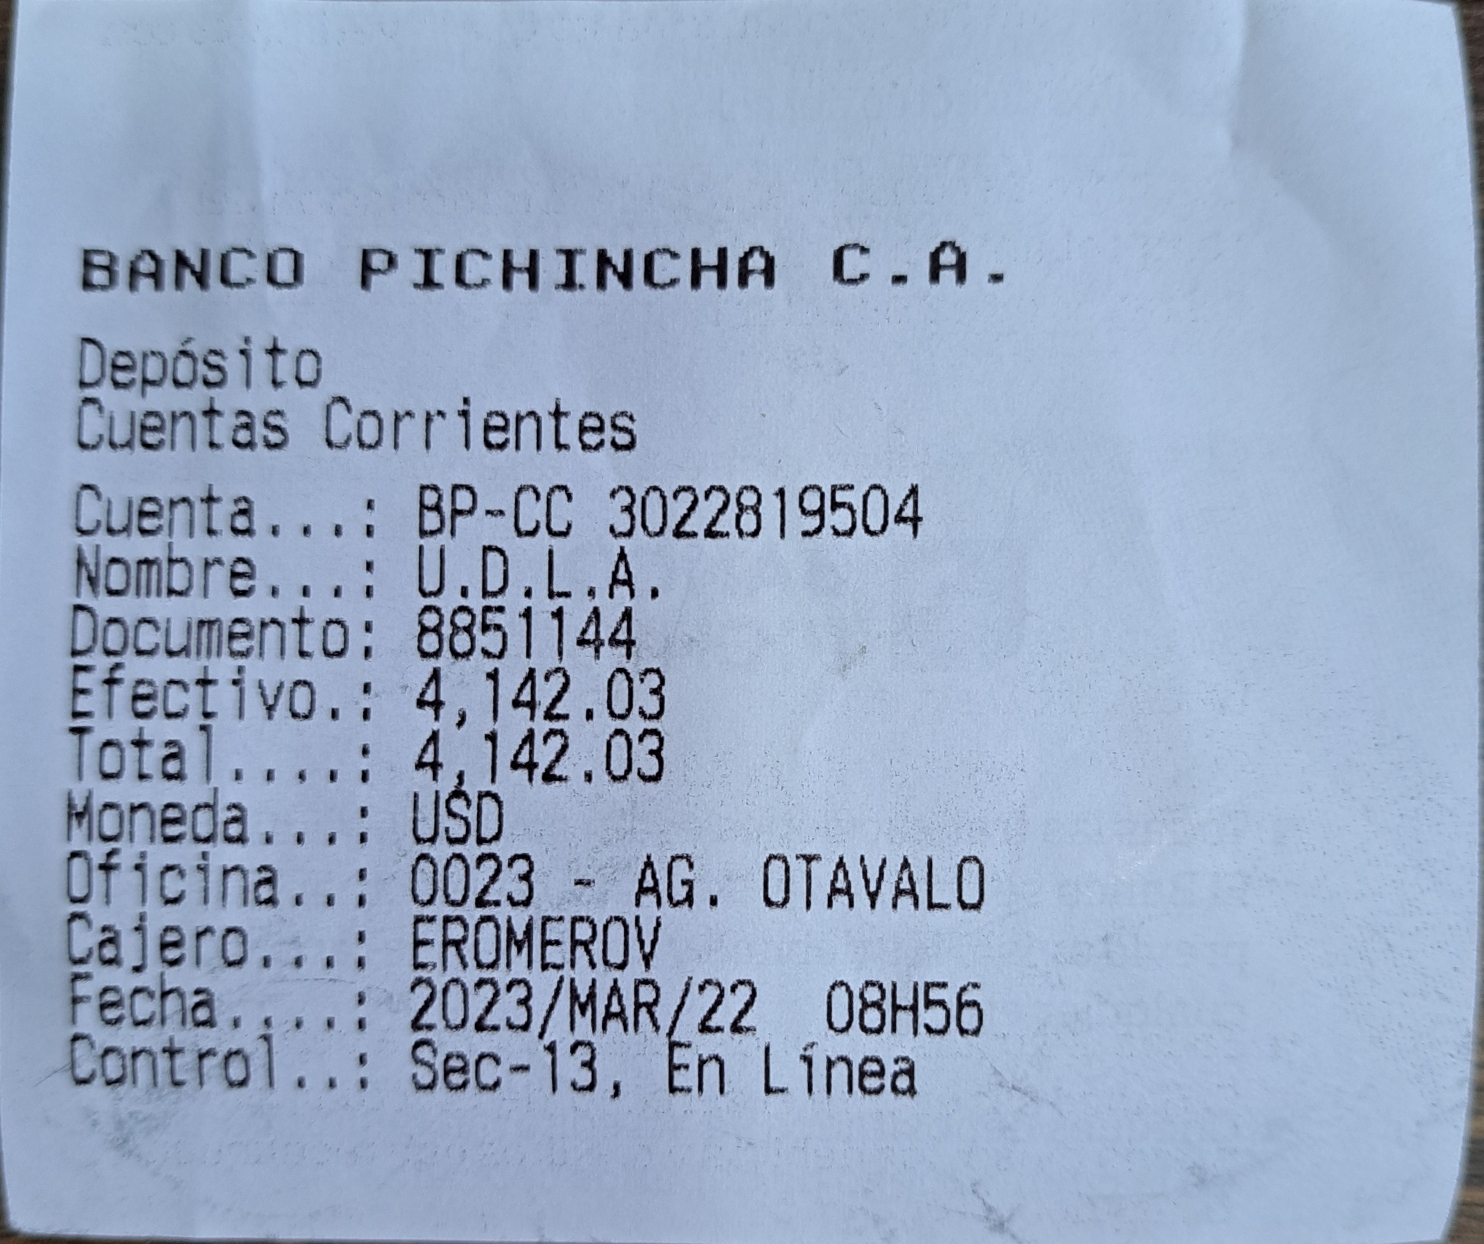 BANCO PICHINCHA C.A.
Depósito
Cuentas Corrientes
Cuenta...: BP-CC 3022819504
Nombre...: U.D.L.A.
Documento: 8851144
Efectivo.: 4,142.03
Total....: 4,142.03
Moneda...: USD
Oficina..: 0023 - AG. OTAVALO
Cajero...: EROMEROV
Fecha....: 2023/MAR/22  08H56
Control..: Sec-13, En Línea